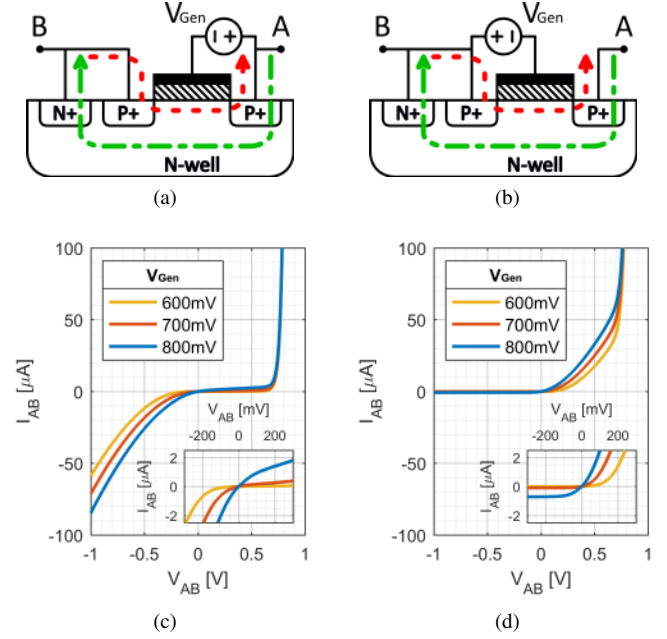 B
V_Gen
A
N+
P+
P+
N-well
(a)
B
V_Gen
A
N+
P+
P+
N-well
(b)
100
50
0
-50
-100
I_AB [μA]
V_Gen
600mV
700mV
800mV
V_AB [mV]
-200 0 200
2
0
-2
I_AB [μA]
-1 -0.5 0 0.5 1
V_AB [V]
(c)
100
50
0
-50
-100
I_AB [μA]
V_Gen
600mV
700mV
800mV
V_AB [mV]
-200 0 200
2
0
-2
I_AB [μA]
-1 -0.5 0 0.5 1
V_AB [V]
(d)